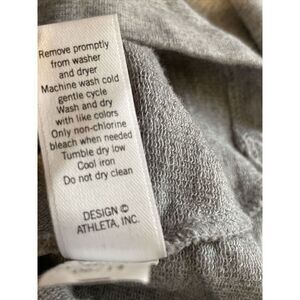 Remove promptly
from washer
and dryer
Machine wash cold
gentle cycle
Wash and dry
with like colors
Only non-chlorine
bleach when needed
Tumble dry low
Cool iron
Do not dry clean
DESIGN ©
ATHLETA, INC.